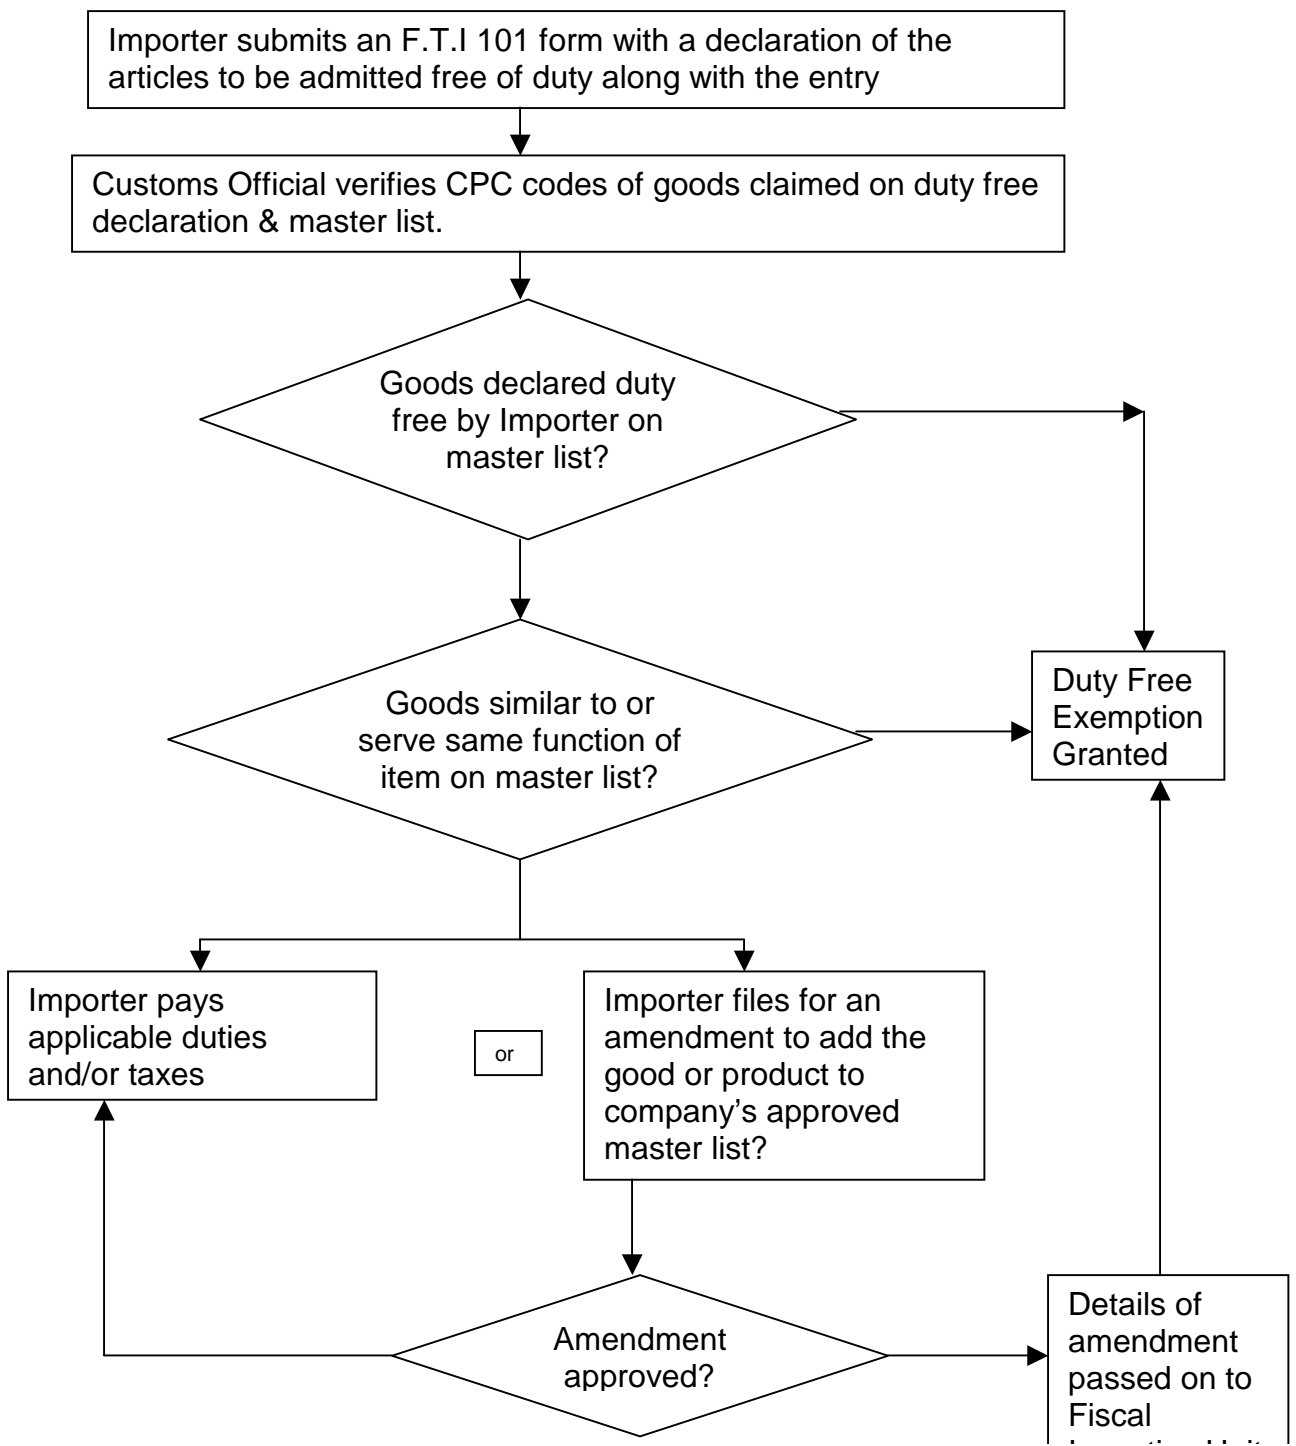 Importer submits an F.T.I 101 form with a declaration of the
articles to be admitted free of duty along with the entry
Customs Official verifies CPC codes of goods claimed on duty free
declaration & master list.
Goods declared duty
free by Importer on
master list?
Goods similar to or
serve same function of
item on master list?
Duty Free
Exemption
Granted
Importer pays
applicable duties
and/or taxes
or
Importer files for an
amendment to add the
good or product to
company’s approved
master list?
Amendment
approved?
Details of
amendment
passed on to
Fiscal